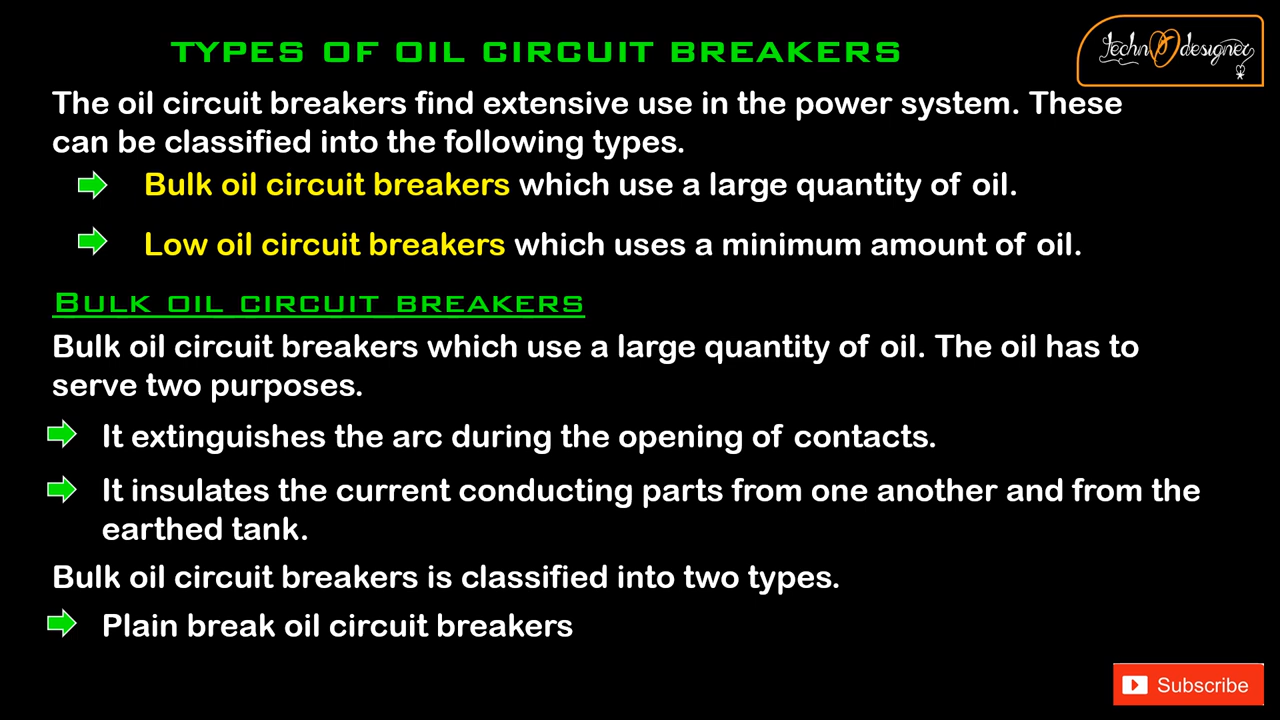 TYPES OF OIL CIRCUIT BREAKERS
techn designer
The oil circuit breakers find extensive use in the power system. These
can be classified into the following types.
Bulk oil circuit breakers which use a large quantity of oil.
Low oil circuit breakers which uses a minimum amount of oil.
BULK OIL CIRCUIT BREAKERS
Bulk oil circuit breakers which use a large quantity of oil. The oil has to
serve two purposes.
It extinguishes the arc during the opening of contacts.
It insulates the current conducting parts from one another and from the
earthed tank.
Bulk oil circuit breakers is classified into two types.
Plain break oil circuit breakers
Subscribe